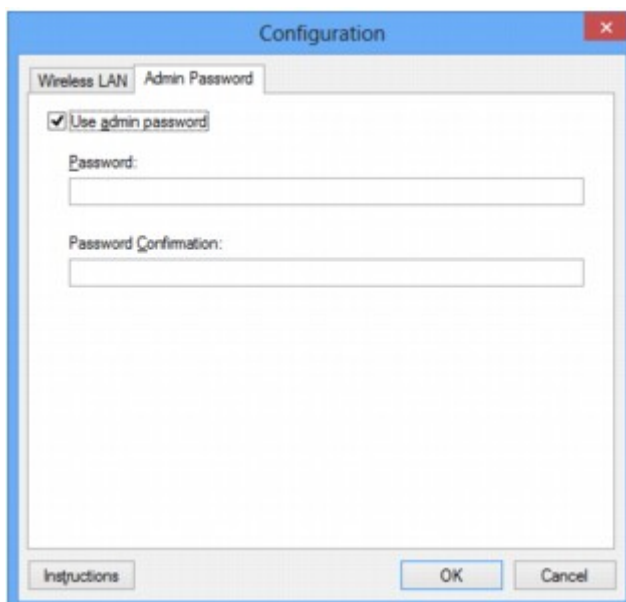 Configuration
Wireless LAN Admin Password
Use admin password
Password:
Password Confirmation:
Instructions OK Cancel